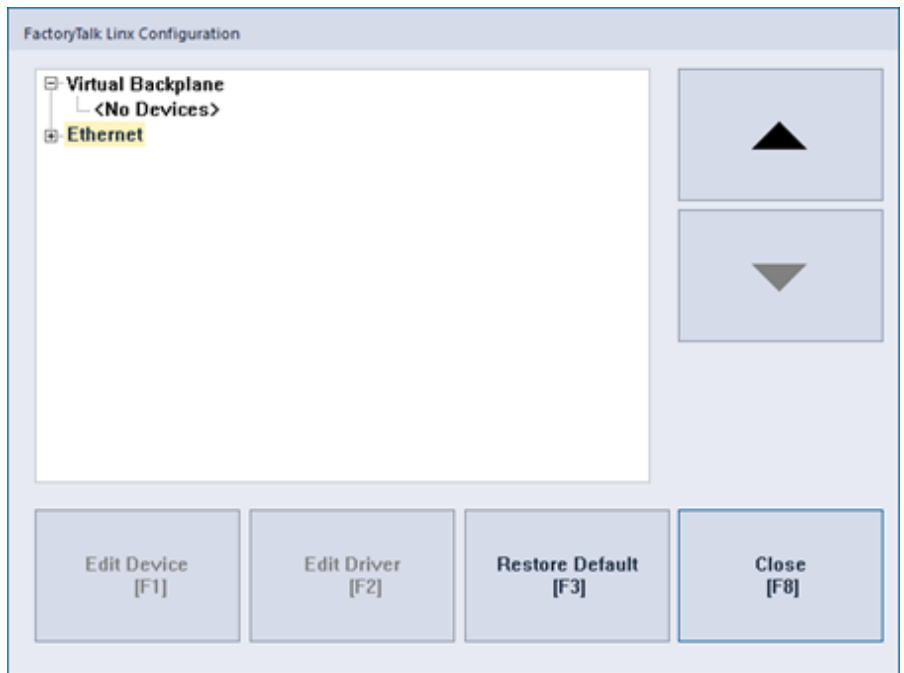 FactoryTalk Linx Configuration
Virtual Backplane
<No Devices>
Ethernet
Edit Device
[F1]
Edit Driver
[F2]
Restore Default
[F3]
Close
[F8]